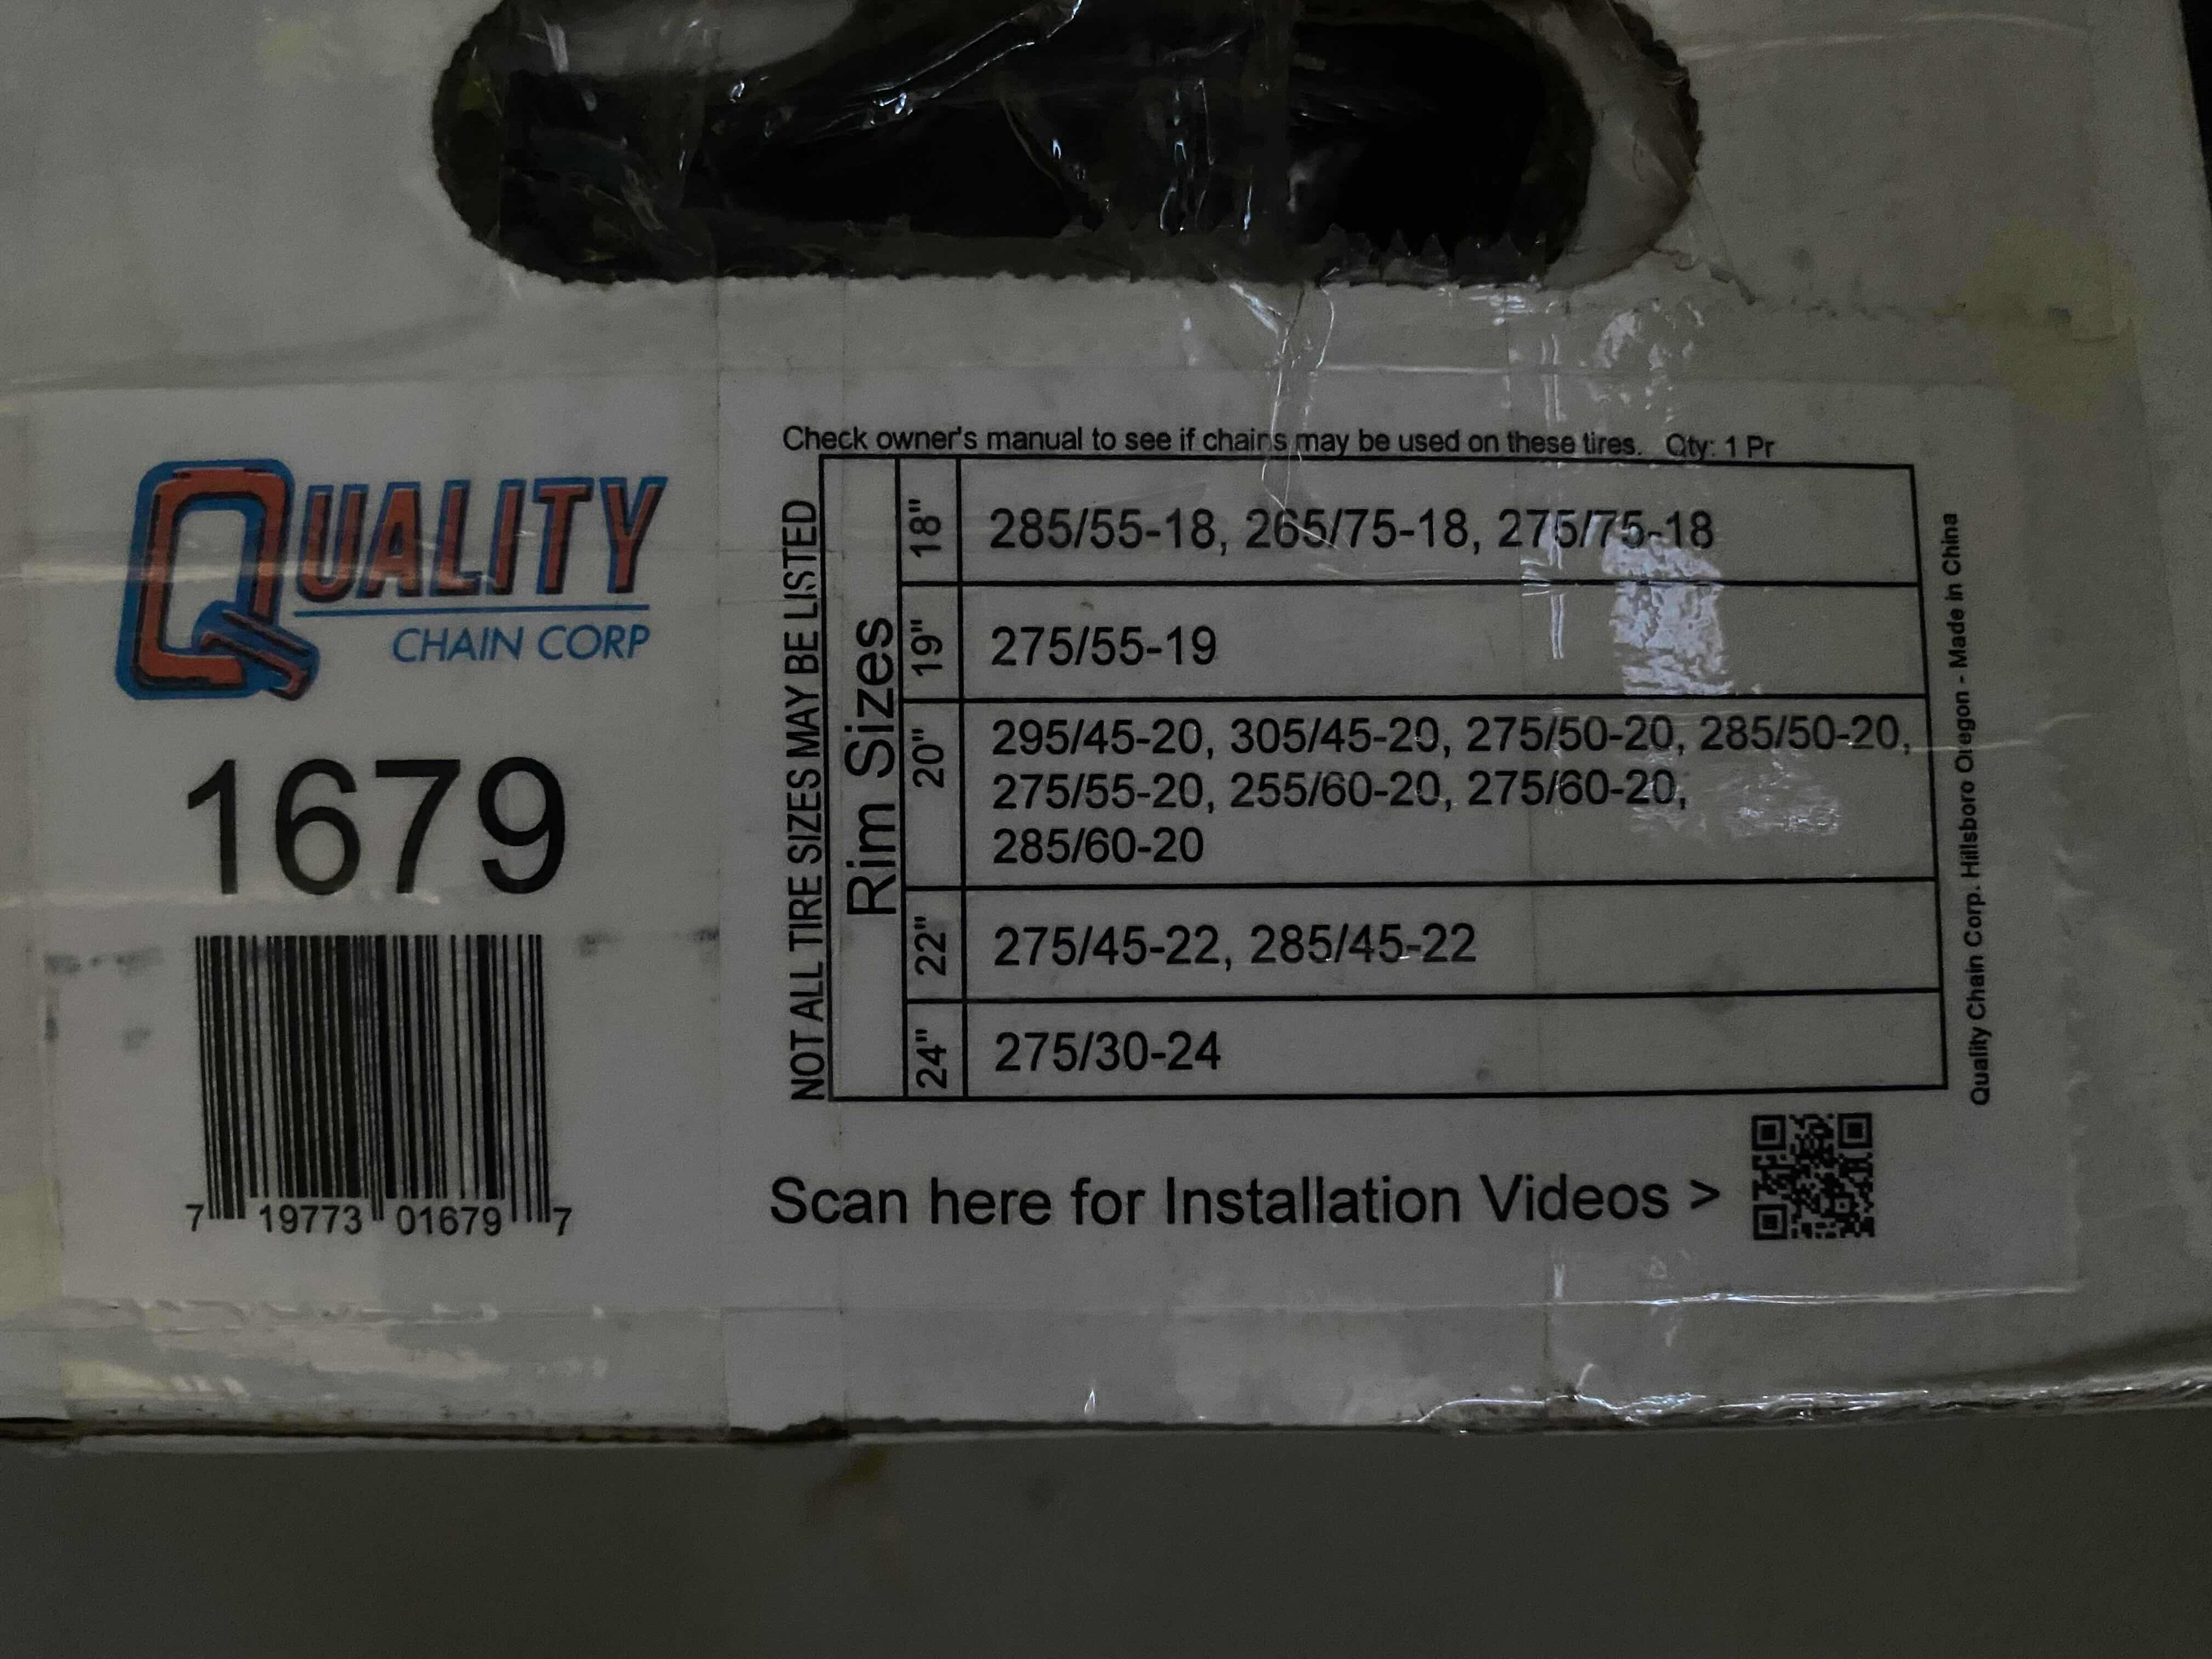 QUALITY
CHAIN CORP
1679
7 19773 01679 7
Check owner's manual to see if chains may be used on these tires. Qty: 1 Pr
NOT ALL TIRE SIZES MAY BE LISTED
Rim Sizes
18" 285/55-18, 265/75-18, 275/75-18
19" 275/55-19
20" 295/45-20, 305/45-20, 275/50-20, 285/50-20,
275/55-20, 255/60-20, 275/60-20,
285/60-20
22" 275/45-22, 285/45-22
24" 275/30-24
Quality Chain Corp. Hillsboro Oregon - Made in China
Scan here for Installation Videos >